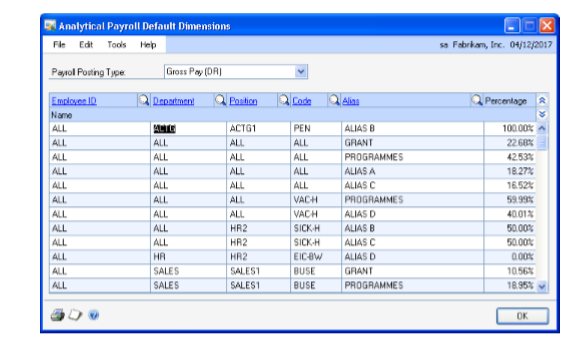 Analytical Payroll Default Dimensions
File Edit Tools Help sa Fabrikam, Inc. 04/12/2017
Payroll Posting Type: Gross Pay (DR)
Employee ID Department Position Code Alias Percentage
Name
ALL ACTG ACTG1 PEN ALIAS B 100.00%
ALL ALL ALL ALL GRANT 22.68%
ALL ALL ALL ALL PROGRAMMES 42.53%
ALL ALL ALL ALL ALIAS A 18.27%
ALL ALL ALL ALL ALIAS C 16.52%
ALL ALL ALL VAC-H PROGRAMMES 59.99%
ALL ALL ALL VAC-H ALIAS D 40.01%
ALL ALL HR2 SICK-H ALIAS B 50.00%
ALL ALL HR2 SICK-H ALIAS C 50.00%
ALL HR HR2 EIC-BW ALIAS D 0.00%
ALL SALES SALES1 BUSE GRANT 10.56%
ALL SALES SALES1 BUSE PROGRAMMES 18.95%
OK